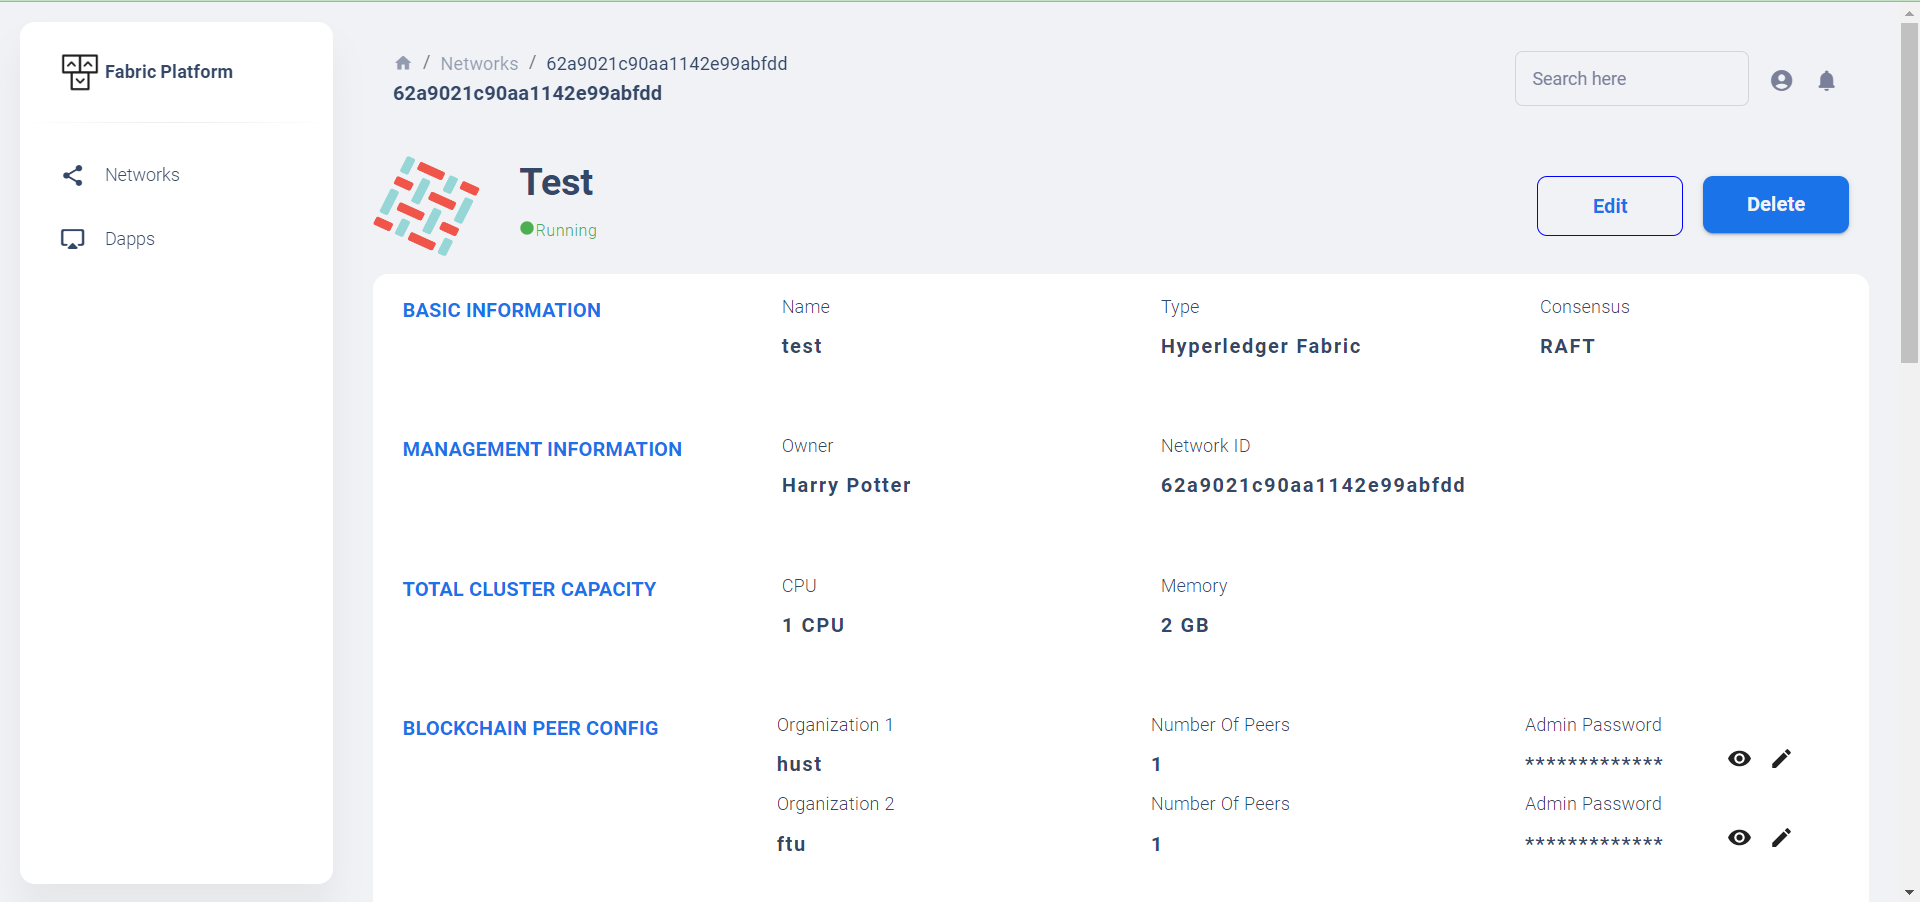 Fabric Platform
Networks
Dapps
/ Networks / 62a9021c90aa1142e99abfdd
62a9021c90aa1142e99abfdd
Search here
Test
Running
Edit
Delete
BASIC INFORMATION
Name
Type
Consensus
test
Hyperledger Fabric
RAFT
MANAGEMENT INFORMATION
Owner
Network ID
Harry Potter
62a9021c90aa1142e99abfdd
TOTAL CLUSTER CAPACITY
CPU
Memory
1 CPU
2 GB
BLOCKCHAIN PEER CONFIG
Organization 1
Number Of Peers
Admin Password
hust
1
*************
Organization 2
Number Of Peers
Admin Password
ftu
1
*************